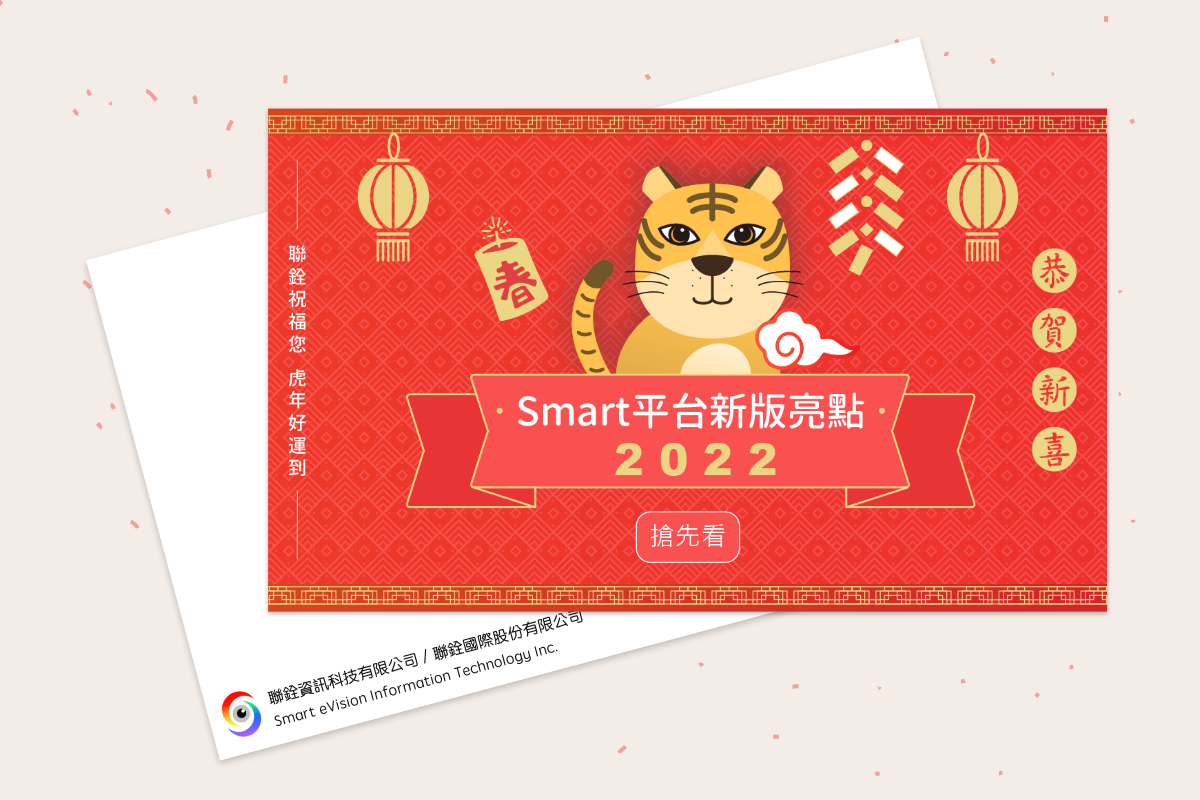 聯銓祝福您 虎年好運到
春
恭
賀
新
喜
Smart平台新版亮點
2022
搶先看
聯銓資訊科技有限公司 / 聯銓國際股份有限公司
Smart eVision Information Technology Inc.